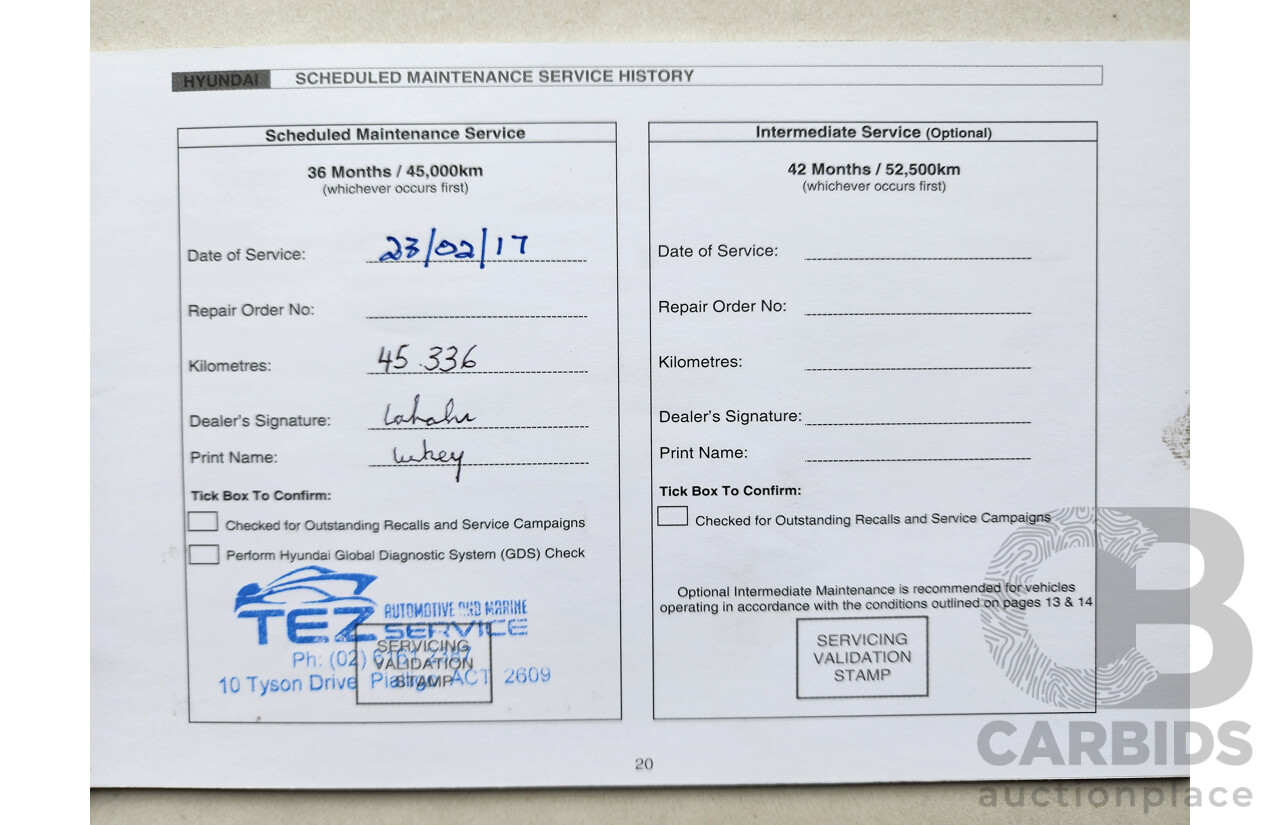 HYUNDAI SCHEDULED MAINTENANCE SERVICE HISTORY
Scheduled Maintenance Service
36 Months / 45,000km
(whichever occurs first)
Date of Service: 23/02/17
Repair Order No:
Kilometres: 45.336
Dealer's Signature:
Print Name:
Tick Box To Confirm:
Checked for Outstanding Recalls and Service Campaigns
Perform Hyundai Global Diagnostic System (GDS) Check
TEZ AUTOMOTIVE AND MARINE
SERVICE
SERVICING
VALIDATION
STAMP
Ph: (02)
10 Tyson Drive ACT 2609
Intermediate Service (Optional)
42 Months / 52,500km
(whichever occurs first)
Date of Service:
Repair Order No:
Kilometres:
Dealer's Signature:
Print Name:
Tick Box To Confirm:
Checked for Outstanding Recalls and Service Campaigns
Optional Intermediate Maintenance is recommended for vehicles
operating in accordance with the conditions outlined on pages 13 & 14
SERVICING
VALIDATION
STAMP
20
CARBIDS
auctionplace